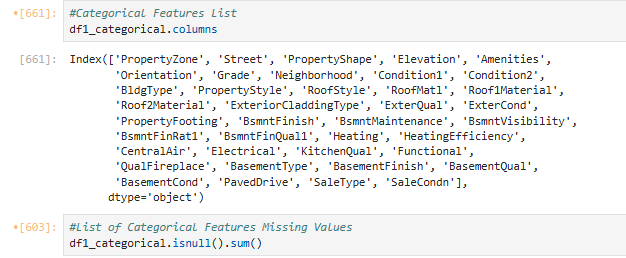 •[661]: #Categorical Features List
df1_categorical.columns
[661]: Index(['PropertyZone', 'Street', 'PropertyShape', 'Elevation', 'Amenities',
'Orientation', 'Grade', 'Neighborhood', 'Condition1', 'Condition2',
'BldgType', 'PropertyStyle', 'RoofStyle', 'RoofMatl', 'Roof1Material',
'Roof2Material', 'ExteriorCladdingType', 'ExterQual', 'ExterCond',
'PropertyFooting', 'BsmntFinish', 'BsmntMaintenance', 'BsmntVisibility',
'BsmntFinRat1', 'BsmntFinQual1', 'Heating', 'HeatingEfficiency',
'CentralAir', 'Electrical', 'KitchenQual', 'Functional',
'QualFireplace', 'BasementType', 'BasementFinish', 'BasementQual',
'BasementCond', 'PavedDrive', 'SaleType', 'SaleCondn'],
dtype='object')
•[603]: #List of Categorical Features Missing Values
df1_categorical.isnull().sum()